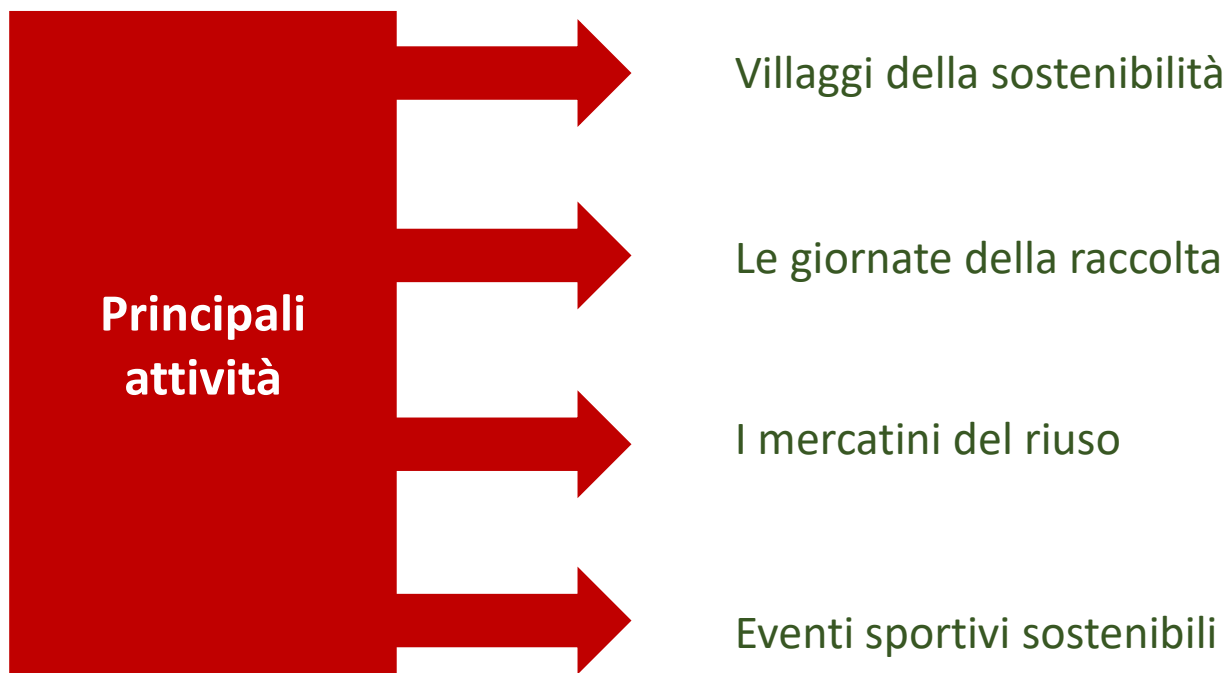 Principali
attività
Villaggi della sostenibilità
Le giornate della raccolta
I mercatini del riuso
Eventi sportivi sostenibili